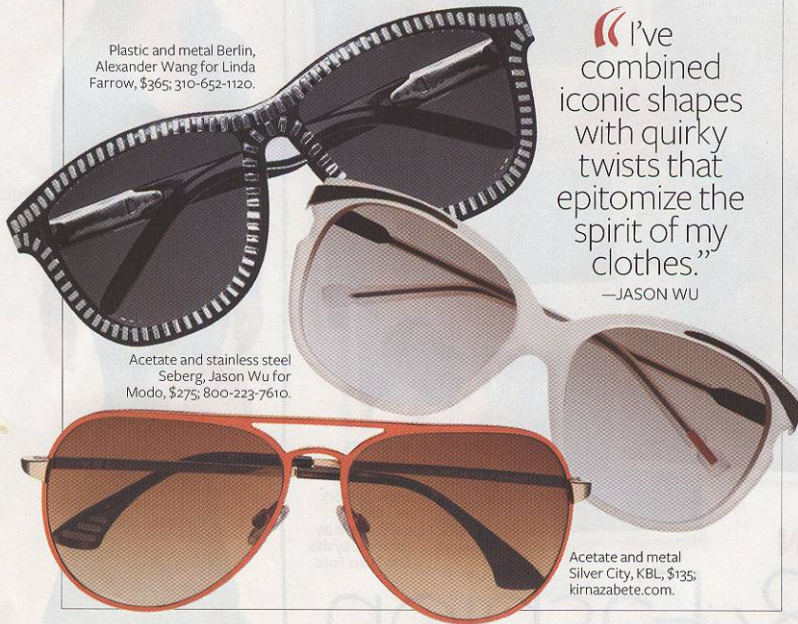 Plastic and metal Berlin,
Alexander Wang for Linda
Farrow, $365; 310-652-1120.
“I’ve
combined
iconic shapes
with quirky
twists that
epitomize the
spirit of my
clothes.”
—JASON WU
Acetate and stainless steel
Seberg, Jason Wu for
Modo, $275; 800-223-7610.
Acetate and metal
Silver City, KBL, $135;
kirnazabete.com.